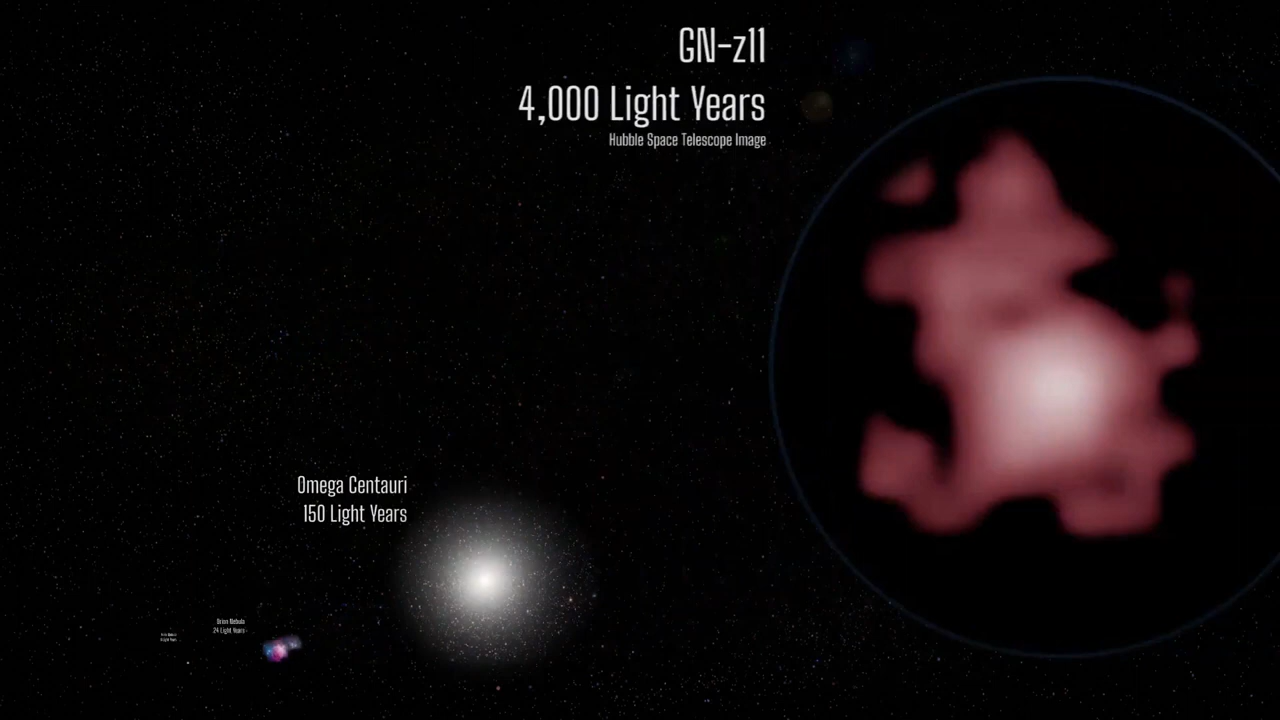 GN-z11
4,000 Light Years
Hubble Space Telescope Image
Omega Centauri
150 Light Years
Orion Nebula
24 Light Years